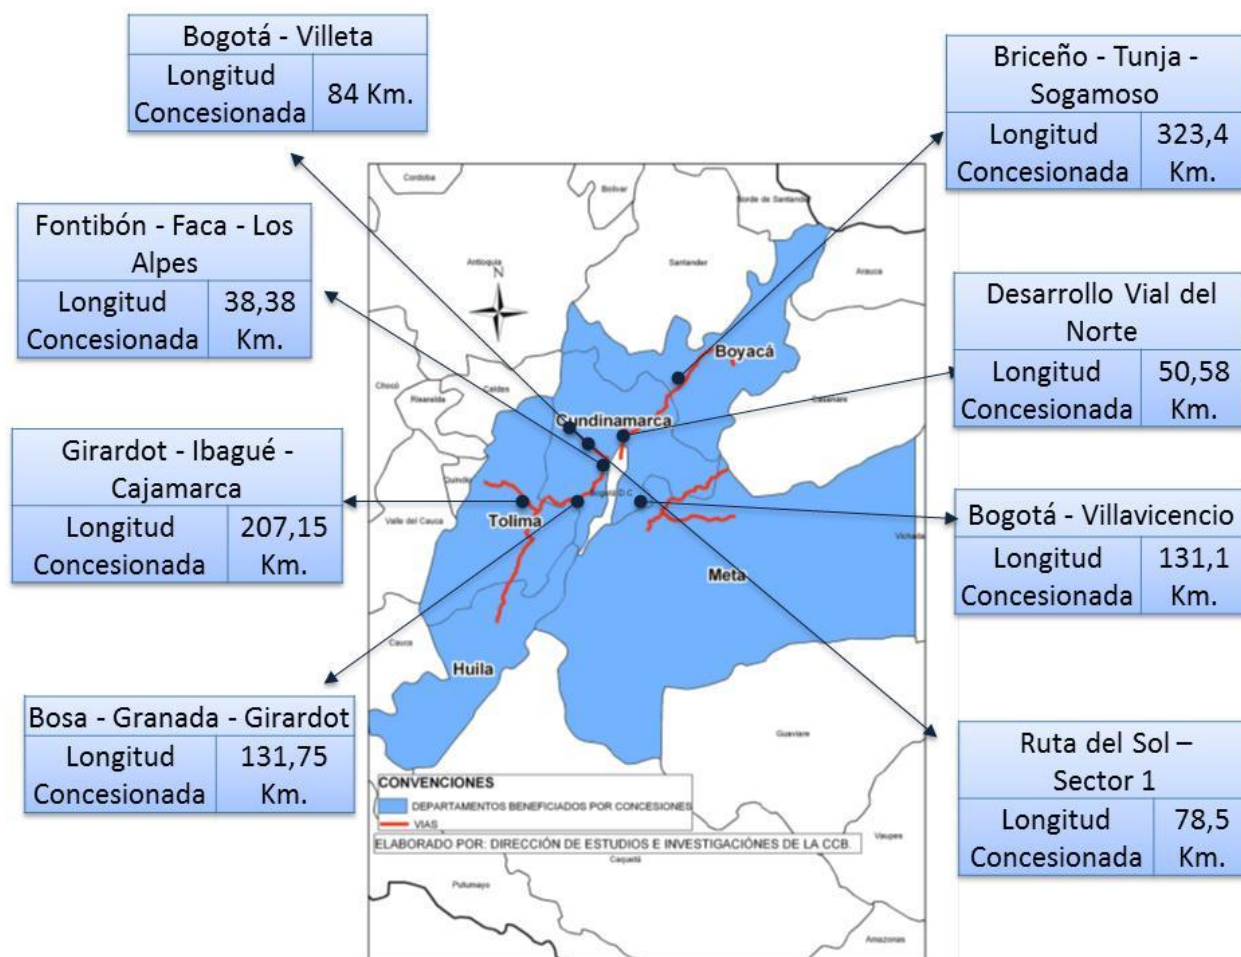 Bogotá - Villeta
Longitud
Concesionada
84 Km.
Fontibón - Faca - Los
Alpes
Longitud
Concesionada
38,38
Km.
Girardot - Ibagué -
Cajamarca
Longitud
Concesionada
207,15
Km.
Bosa - Granada - Girardot
Longitud
Concesionada
131,75
Km.
Briceño - Tunja -
Sogamoso
Longitud
Concesionada
323,4
Km.
Desarrollo Vial del
Norte
Longitud
Concesionada
50,58
Km.
Bogotá - Villavicencio
Longitud
Concesionada
131,1
Km.
Ruta del Sol –
Sector 1
Longitud
Concesionada
78,5
Km.
Cordoba
Bolivar
Norte de Santander
Antioquia
N
Santander
Arauca
Boyacá
Chocó
Caldas
Risaralda
Casanare
Cundinamarca
Quindio
Bogotá D.C
Valle del Cauca
Tolima
Vichada
Meta
Cauca
Huila
Guaviare
CONVENCIONES
DEPARTAMENTOS BENEFICIADOS POR CONCESIONES
VIAS
ELABORADO POR: DIRECCIÓN DE ESTUDIOS E INVESTIGACIÓNES DE LA CCB.
Vaupes
Caquetá
Putumayo
Amazonas